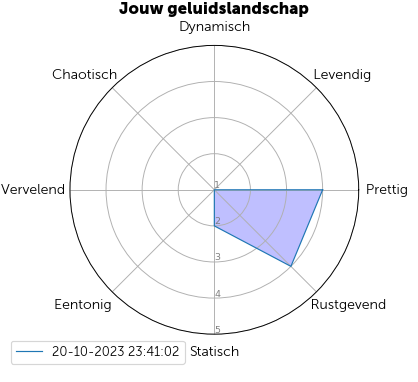 Jouw geluidslandschap
Dynamisch
Chaotisch
Levendig
Vervelend
1
Prettig
2
3
4
Eentonig
Rustgevend
5
20-10-2023 23:41:02
Statisch